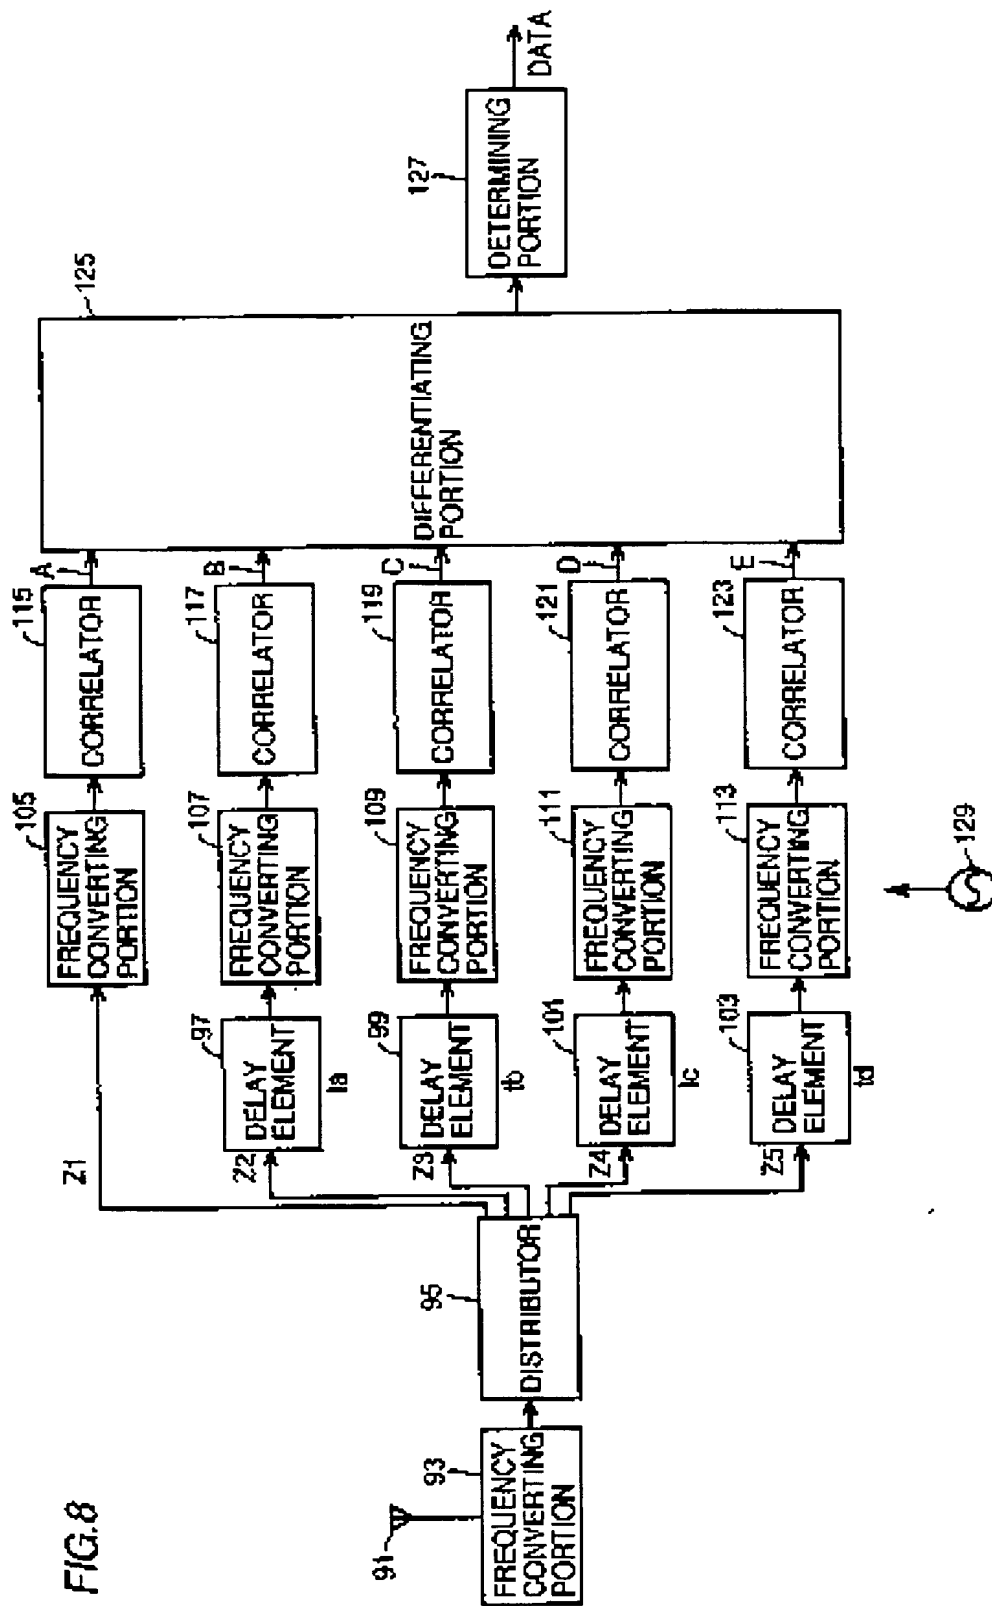 FIG.8
91
93
FREQUENCY
CONVERTING
PORTION
95
DISTRIBUTOR
Z1
Z2
Z3
Z4
Z5
97
DELAY
ELEMENT
ta
99
DELAY
ELEMENT
tb
101
DELAY
ELEMENT
tc
103
DELAY
ELEMENT
td
105
FREQUENCY
CONVERTING
PORTION
107
FREQUENCY
CONVERTING
PORTION
109
FREQUENCY
CONVERTING
PORTION
111
FREQUENCY
CONVERTING
PORTION
113
FREQUENCY
CONVERTING
PORTION
129
115
CORRELATOR
A
117
CORRELATOR
B
119
CORRELATOR
C
121
CORRELATOR
D
123
CORRELATOR
E
125
DIFFERENTIATING
PORTION
127
DETERMINING
PORTION
DATA